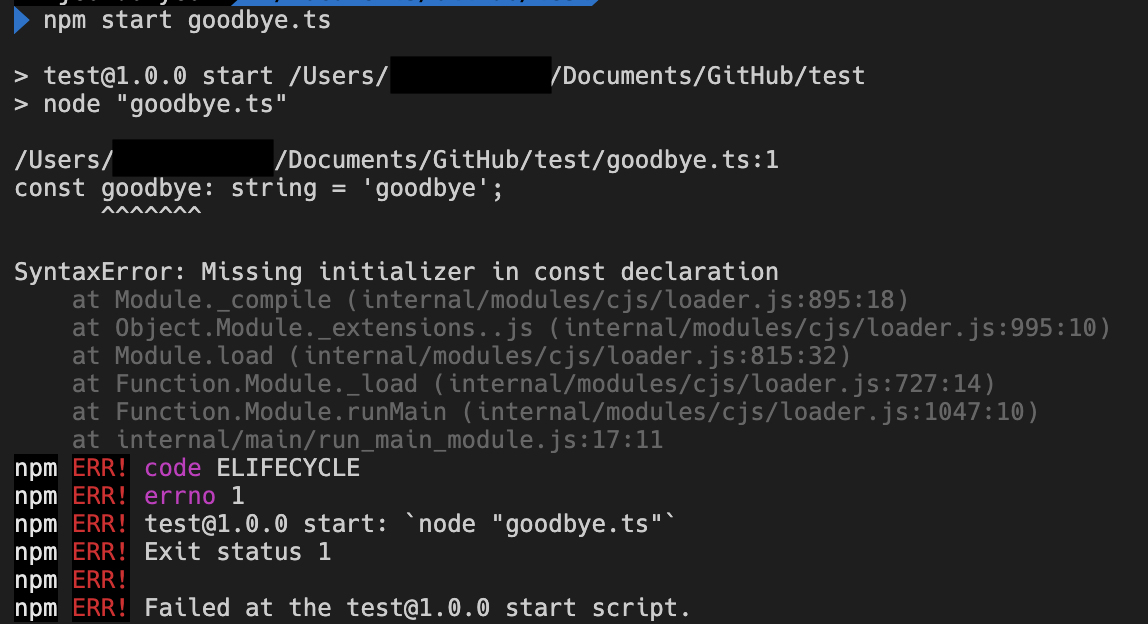 npm start goodbye.ts
> test@1.0.0 start /Users/ /Documents/GitHub/test
> node "goodbye.ts"
/Users/ /Documents/GitHub/test/goodbye.ts:1
const goodbye: string = 'goodbye';
^^^^^^^
SyntaxError: Missing initializer in const declaration
at Module._compile (internal/modules/cjs/loader.js:895:18)
at Object.Module._extensions..js (internal/modules/cjs/loader.js:995:10)
at Module.load (internal/modules/cjs/loader.js:815:32)
at Function.Module._load (internal/modules/cjs/loader.js:727:14)
at Function.Module.runMain (internal/modules/cjs/loader.js:1047:10)
at internal/main/run_main_module.js:17:11
npm ERR! code ELIFECYCLE
npm ERR! errno 1
npm ERR! test@1.0.0 start: `node "goodbye.ts"`
npm ERR! Exit status 1
npm ERR!
npm ERR! Failed at the test@1.0.0 start script.